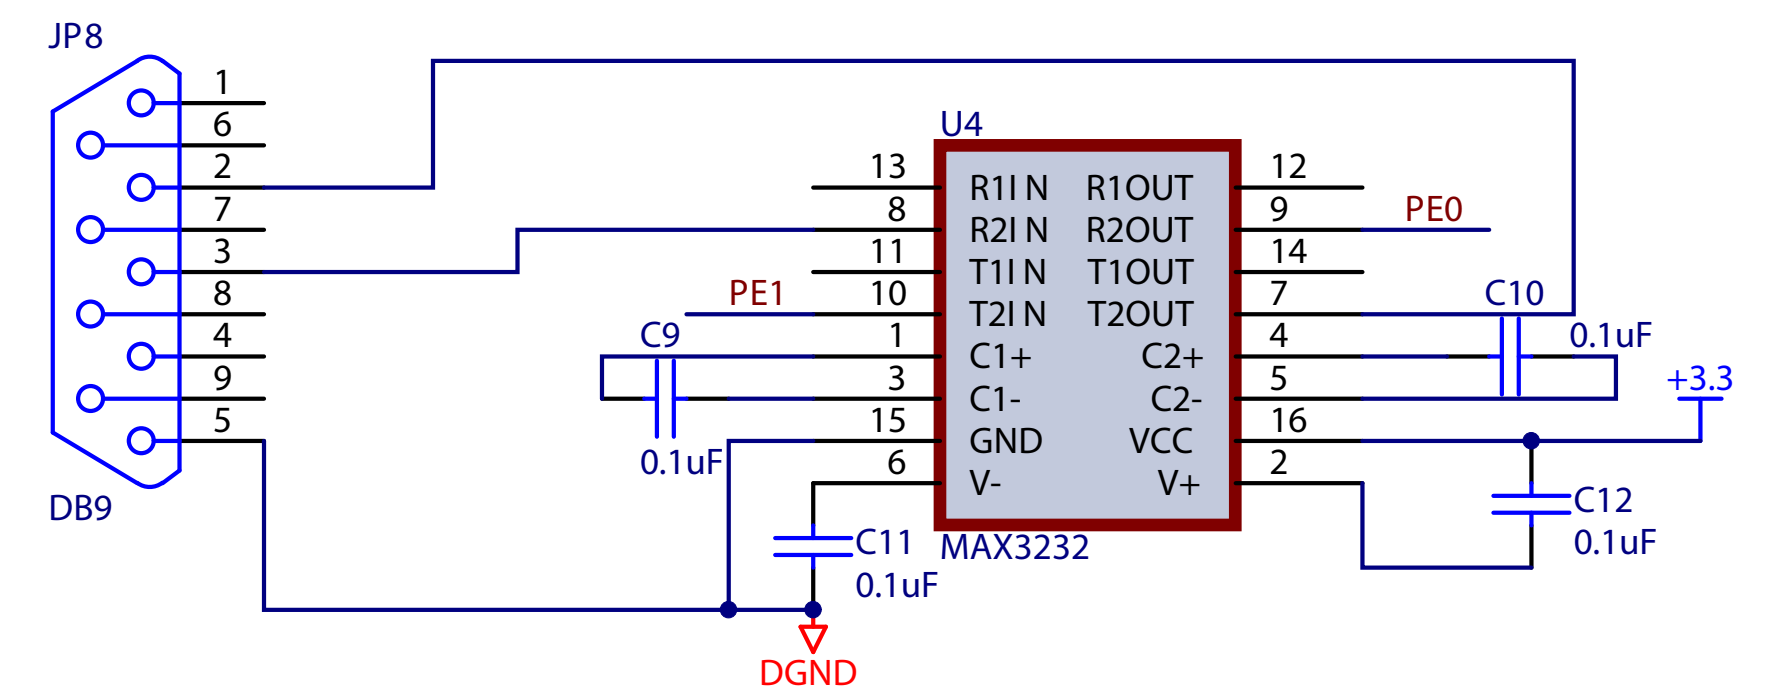 JP8
1
6
2
7
3
8
4
9
5
DB9
U4
13 R1IN R1OUT 12
8 R2IN R2OUT 9 PE0
11 T1IN T1OUT 14
PE1 10 T2IN T2OUT 7 C10
C9 1 C1+ C2+ 4 0.1uF
3 C1- C2- 5 +3.3
15 GND VCC 16
0.1uF 6 V- V+ 2
C12
C11 MAX3232 0.1uF
0.1uF
DGND